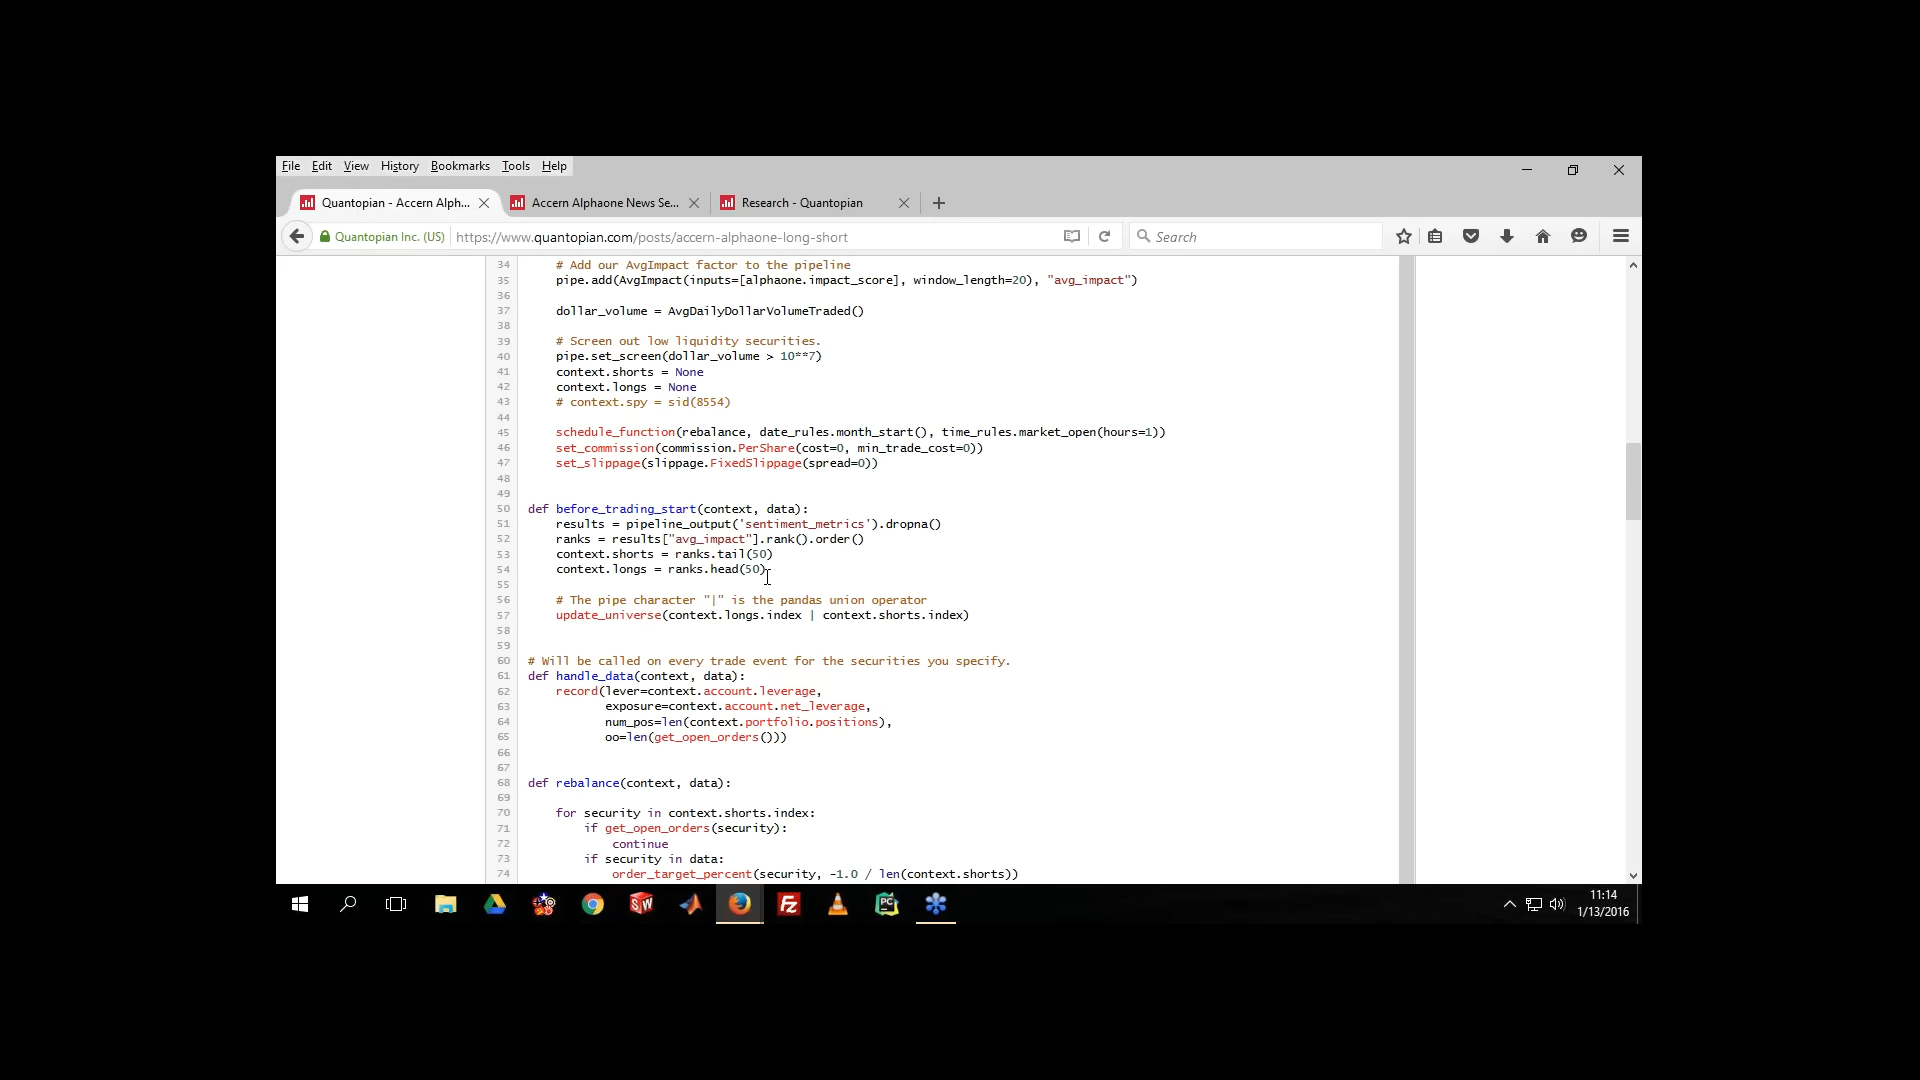 File Edit View History Bookmarks Tools Help
Quantopian - Accern Alph...
Accern Alphaone News Se...
Research - Quantopian
Quantopian Inc. (US)
https://www.quantopian.com/posts/accern-alphaone-long-short
Search
34 # Add our AvgImpact factor to the pipeline
35 pipe.add(AvgImpact(inputs=[alphaone.impact_score], window_length=20), "avg_impact")
36
37 dollar_volume = AvgDailyDollarVolumeTraded()
38
39 # Screen out low liquidity securities.
40 pipe.set_screen(dollar_volume > 10**7)
41 context.shorts = None
42 context.longs = None
43 # context.spy = sid(8554)
44
45 schedule_function(rebalance, date_rules.month_start(), time_rules.market_open(hours=1))
46 set_commission(commission.PerShare(cost=0, min_trade_cost=0))
47 set_slippage(slippage.FixedSlippage(spread=0))
48
49
50 def before_trading_start(context, data):
51 results = pipeline_output('sentiment_metrics').dropna()
52 ranks = results["avg_impact"].rank().order()
53 context.shorts = ranks.tail(50)
54 context.longs = ranks.head(50)
55
56 # The pipe character "|" is the pandas union operator
57 update_universe(context.longs.index | context.shorts.index)
58
59
60 # Will be called on every trade event for the securities you specify.
61 def handle_data(context, data):
62 record(lever=context.account.leverage,
63 exposure=context.account.net_leverage,
64 num_pos=len(context.portfolio.positions),
65 oo=len(get_open_orders()))
66
67
68 def rebalance(context, data):
69
70 for security in context.shorts.index:
71 if get_open_orders(security):
72 continue
73 if security in data:
74 order_target_percent(security, -1.0 / len(context.shorts))
SW
FZ
PC
11:14
1/13/2016